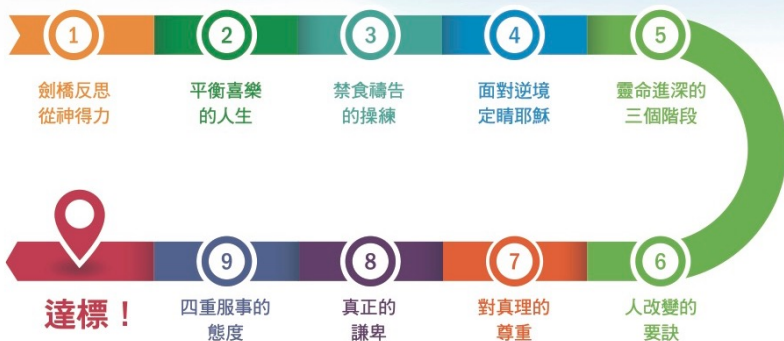 1
劍橋反思
從神得力
2
平衡喜樂
的人生
3
禁食禱告
的操練
4
面對逆境
定睛耶穌
5
靈命進深的
三個階段
6
人改變的
要訣
7
對真理的
尊重
8
真正的
謙卑
9
四重服事的
態度
達標！